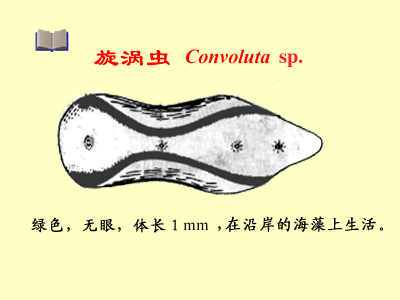 旋涡虫 Convoluta sp.
绿色，无眼，体长 1 mm ，在沿岸的海藻上生活。